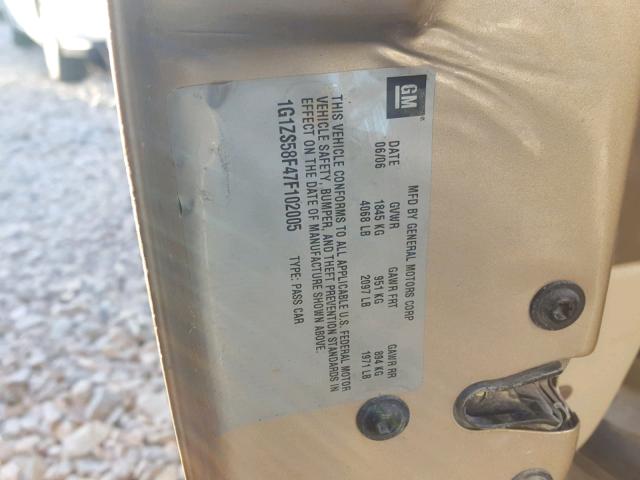 GM
MFD BY GENERAL MOTORS CORP
DATE GVWR GAWR FRT GAWR RR
06/06 1845 KG 951 KG 894 KG
4068 LB 2097 LB 1971 LB
THIS VEHICLE CONFORMS TO ALL APPLICABLE U.S. FEDERAL MOTOR
VEHICLE SAFETY, BUMPER, AND THEFT PREVENTION STANDARDS IN
EFFECT ON THE DATE OF MANUFACTURE SHOWN ABOVE.
1G1ZS58F47F102005 TYPE: PASS CAR